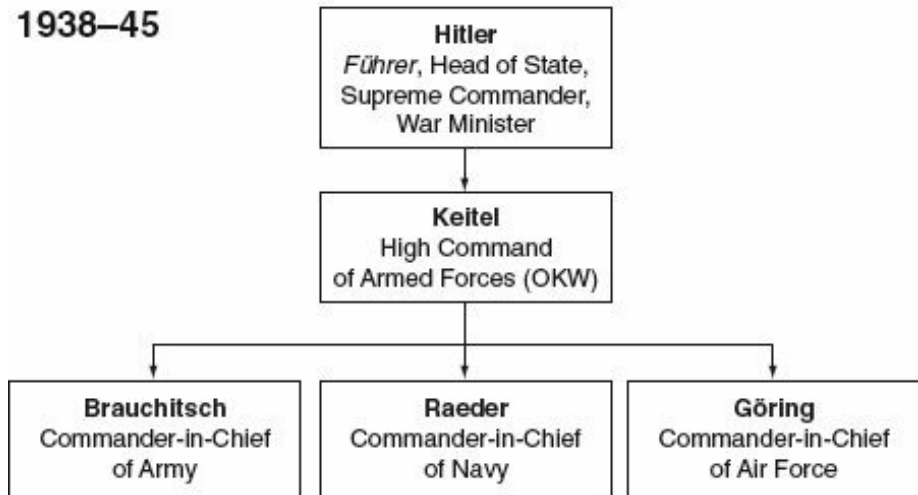 1938–45
Hitler
Führer, Head of State,
Supreme Commander,
War Minister
Keitel
High Command
of Armed Forces (OKW)
Brauchitsch
Commander-in-Chief
of Army
Raeder
Commander-in-Chief
of Navy
Göring
Commander-in-Chief
of Air Force